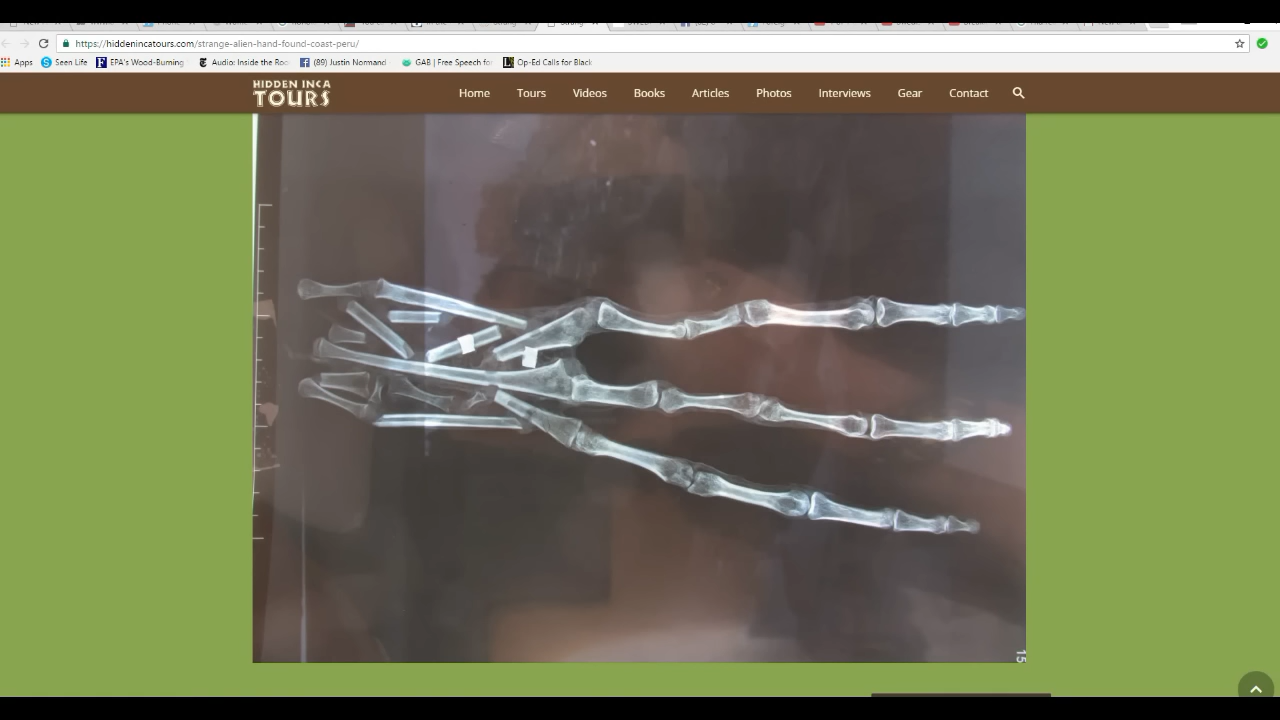 https://hiddenincatours.com/strange-alien-hand-found-coast-peru/
Apps Seen Life EPA's Wood-Burning Audio: Inside the Roo (89) Justin Normand GAB | Free Speech for Op-Ed Calls for Black
HIDDEN INCA
TOURS
Home Tours Videos Books Articles Photos Interviews Gear Contact
15